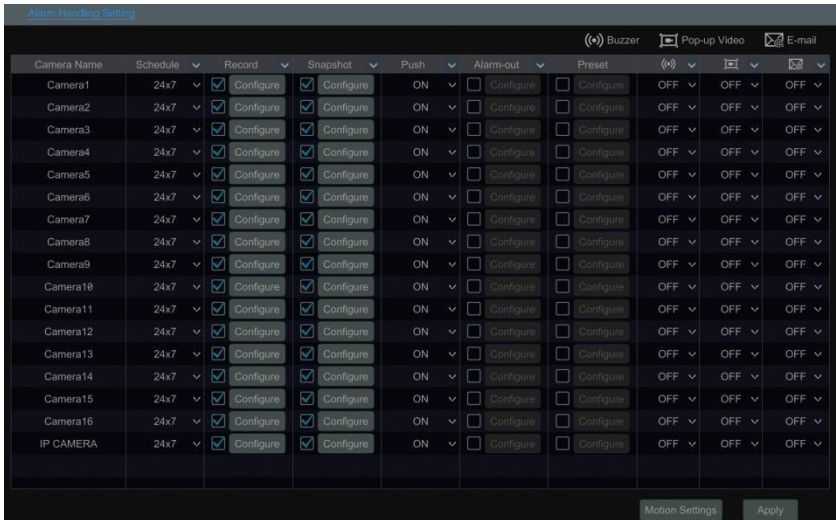 Alarm Handling Setting
Buzzer Pop-up Video E-mail
Camera Name Schedule Record Snapshot Push Alarm-out Preset
Camera1 24x7 Configure Configure ON Configure Configure OFF OFF OFF
Camera2 24x7 Configure Configure ON Configure Configure OFF OFF OFF
Camera3 24x7 Configure Configure ON Configure Configure OFF OFF OFF
Camera4 24x7 Configure Configure ON Configure Configure OFF OFF OFF
Camera5 24x7 Configure Configure ON Configure Configure OFF OFF OFF
Camera6 24x7 Configure Configure ON Configure Configure OFF OFF OFF
Camera7 24x7 Configure Configure ON Configure Configure OFF OFF OFF
Camera8 24x7 Configure Configure ON Configure Configure OFF OFF OFF
Camera9 24x7 Configure Configure ON Configure Configure OFF OFF OFF
Camera10 24x7 Configure Configure ON Configure Configure OFF OFF OFF
Camera11 24x7 Configure Configure ON Configure Configure OFF OFF OFF
Camera12 24x7 Configure Configure ON Configure Configure OFF OFF OFF
Camera13 24x7 Configure Configure ON Configure Configure OFF OFF OFF
Camera14 24x7 Configure Configure ON Configure Configure OFF OFF OFF
Camera15 24x7 Configure Configure ON Configure Configure OFF OFF OFF
Camera16 24x7 Configure Configure ON Configure Configure OFF OFF OFF
IP CAMERA 24x7 Configure Configure ON Configure Configure OFF OFF OFF
Motion Settings Apply